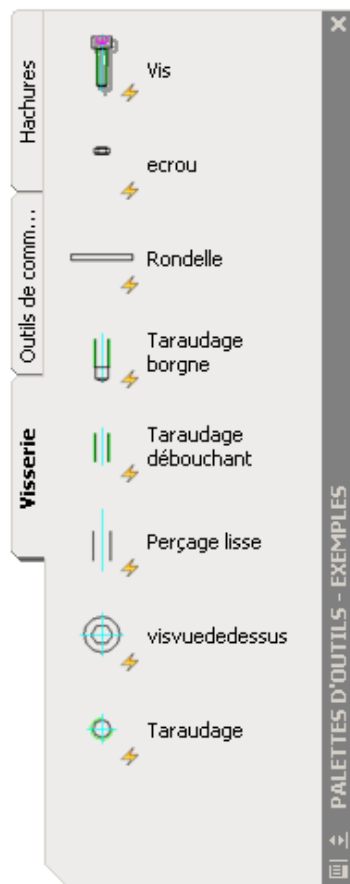 Hachures
Outils de comm...
Visserie
Vis
ecrou
Rondelle
Taraudage
borgne
Taraudage
débouchant
Perçage lisse
visvuededessus
Taraudage
PALETTES D'OUTILS - EXEMPLES